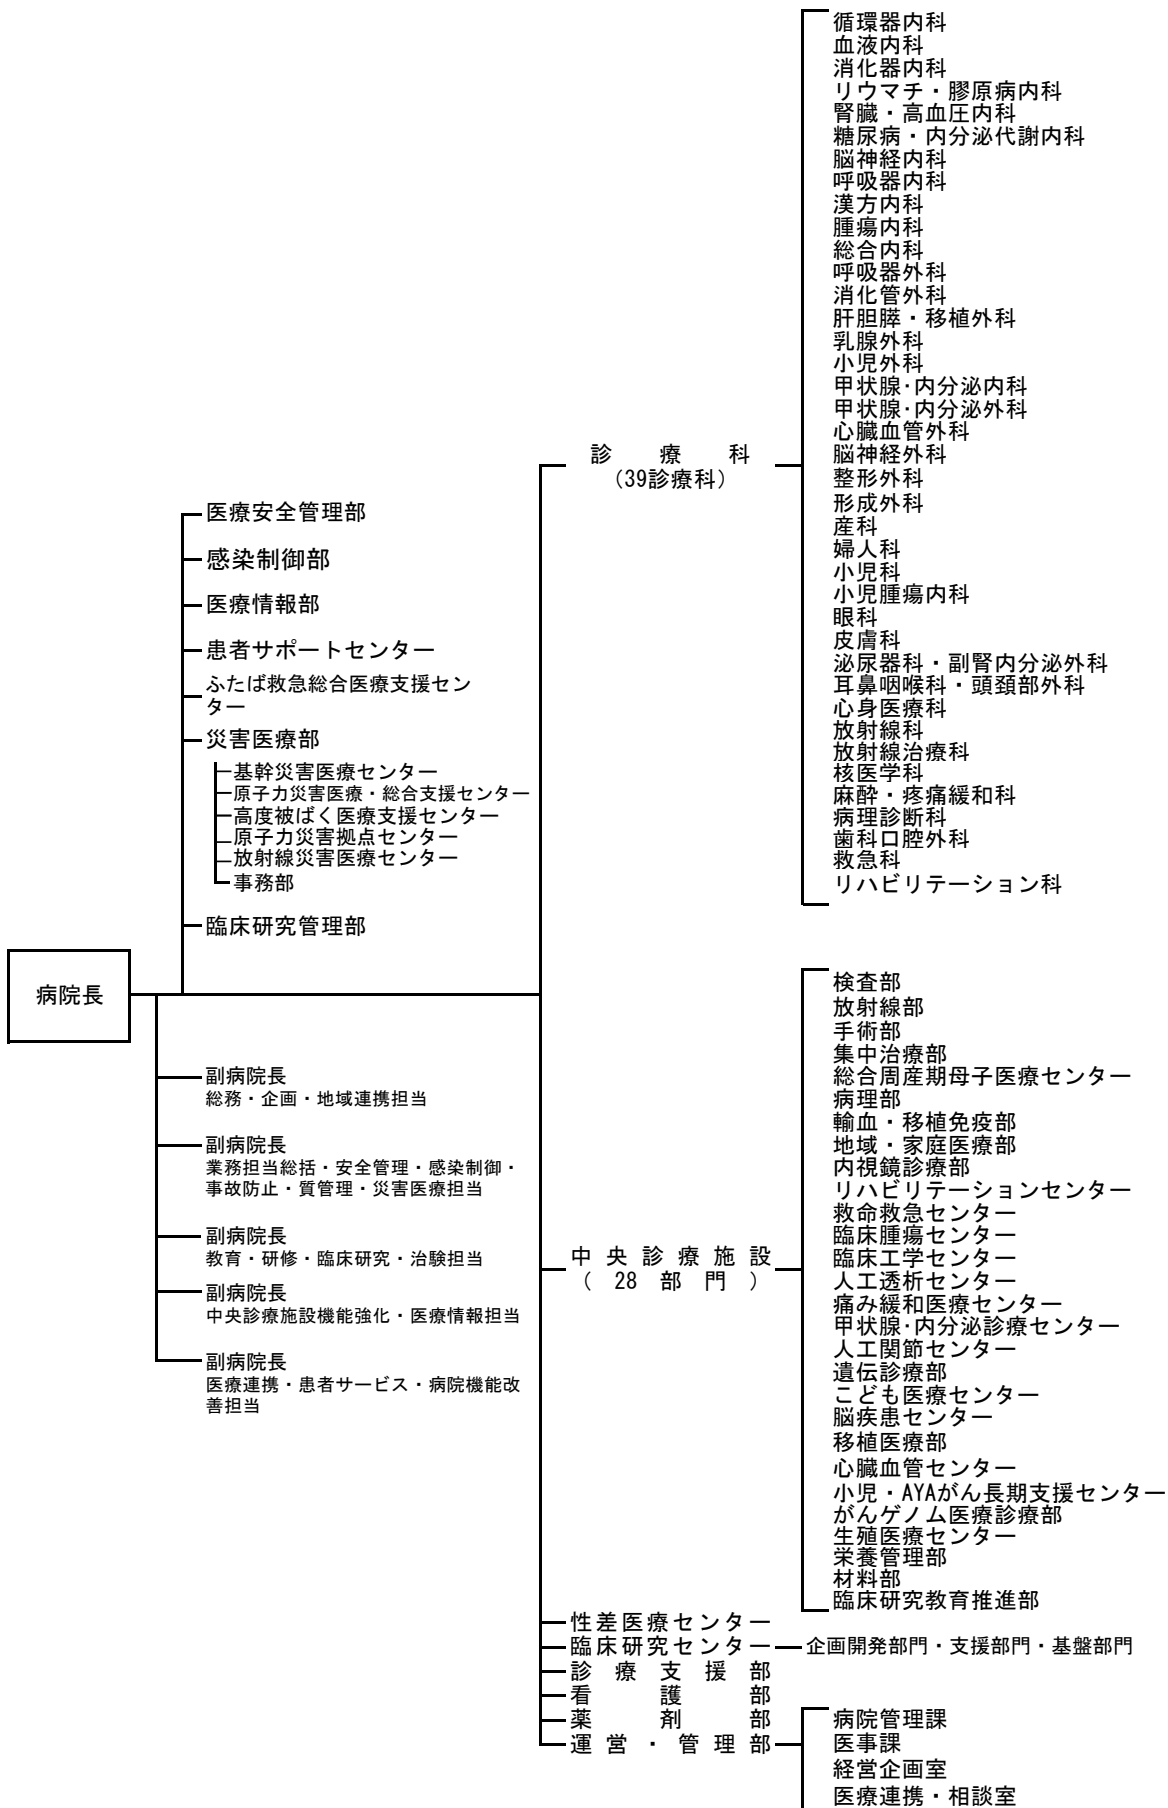 病院長
医療安全管理部
感染制御部
医療情報部
患者サポートセンター
ふたば救急総合医療支援セン
ター
災害医療部
基幹災害医療センター
原子力災害医療・総合支援センター
高度被ばく医療支援センター
原子力災害拠点センター
放射線災害医療センター
事務部
臨床研究管理部
副病院長
総務・企画・地域連携担当
副病院長
業務担当総括・安全管理・感染制御・
事故防止・質管理・災害医療担当
副病院長
教育・研修・臨床研究・治験担当
副病院長
中央診療施設機能強化・医療情報担当
副病院長
医療連携・患者サービス・病院機能改
善担当
診療科
（39診療科）
循環器内科
血液内科
消化器内科
リウマチ・膠原病内科
腎臓・高血圧内科
糖尿病・内分泌代謝内科
脳神経内科
呼吸器内科
漢方内科
腫瘍内科
総合内科
呼吸器外科
消化管外科
肝胆膵・移植外科
乳腺外科
小児外科
甲状腺・内分泌内科
甲状腺・内分泌外科
心臓血管外科
脳神経外科
整形外科
形成外科
産科
婦人科
小児科
小児腫瘍内科
眼科
皮膚科
泌尿器科・副腎内分泌外科
耳鼻咽喉科・頭頚部外科
心身医療科
放射線科
放射線治療科
核医学科
麻酔・疼痛緩和科
病理診断科
歯科口腔外科
救急科
リハビリテーション科
中央診療施設
（28部門）
検査部
放射線部
手術部
集中治療部
総合周産期母子医療センター
病理部
輸血・移植免疫部
地域・家庭医療部
内視鏡診療部
リハビリテーションセンター
救命救急センター
臨床腫瘍センター
臨床工学センター
人工透析センター
痛み緩和医療センター
甲状腺・内分泌診療センター
人工関節センター
遺伝診療部
こども医療センター
脳疾患センター
移植医療部
心臓血管センター
小児・AYAがん長期支援センター
がんゲノム医療診療部
生殖医療センター
栄養管理部
材料部
臨床研究教育推進部
性差医療センター
臨床研究センター 企画開発部門・支援部門・基盤部門
診療支援部
看護部
薬剤部
運営・管理部
病院管理課
医事課
経営企画室
医療連携・相談室